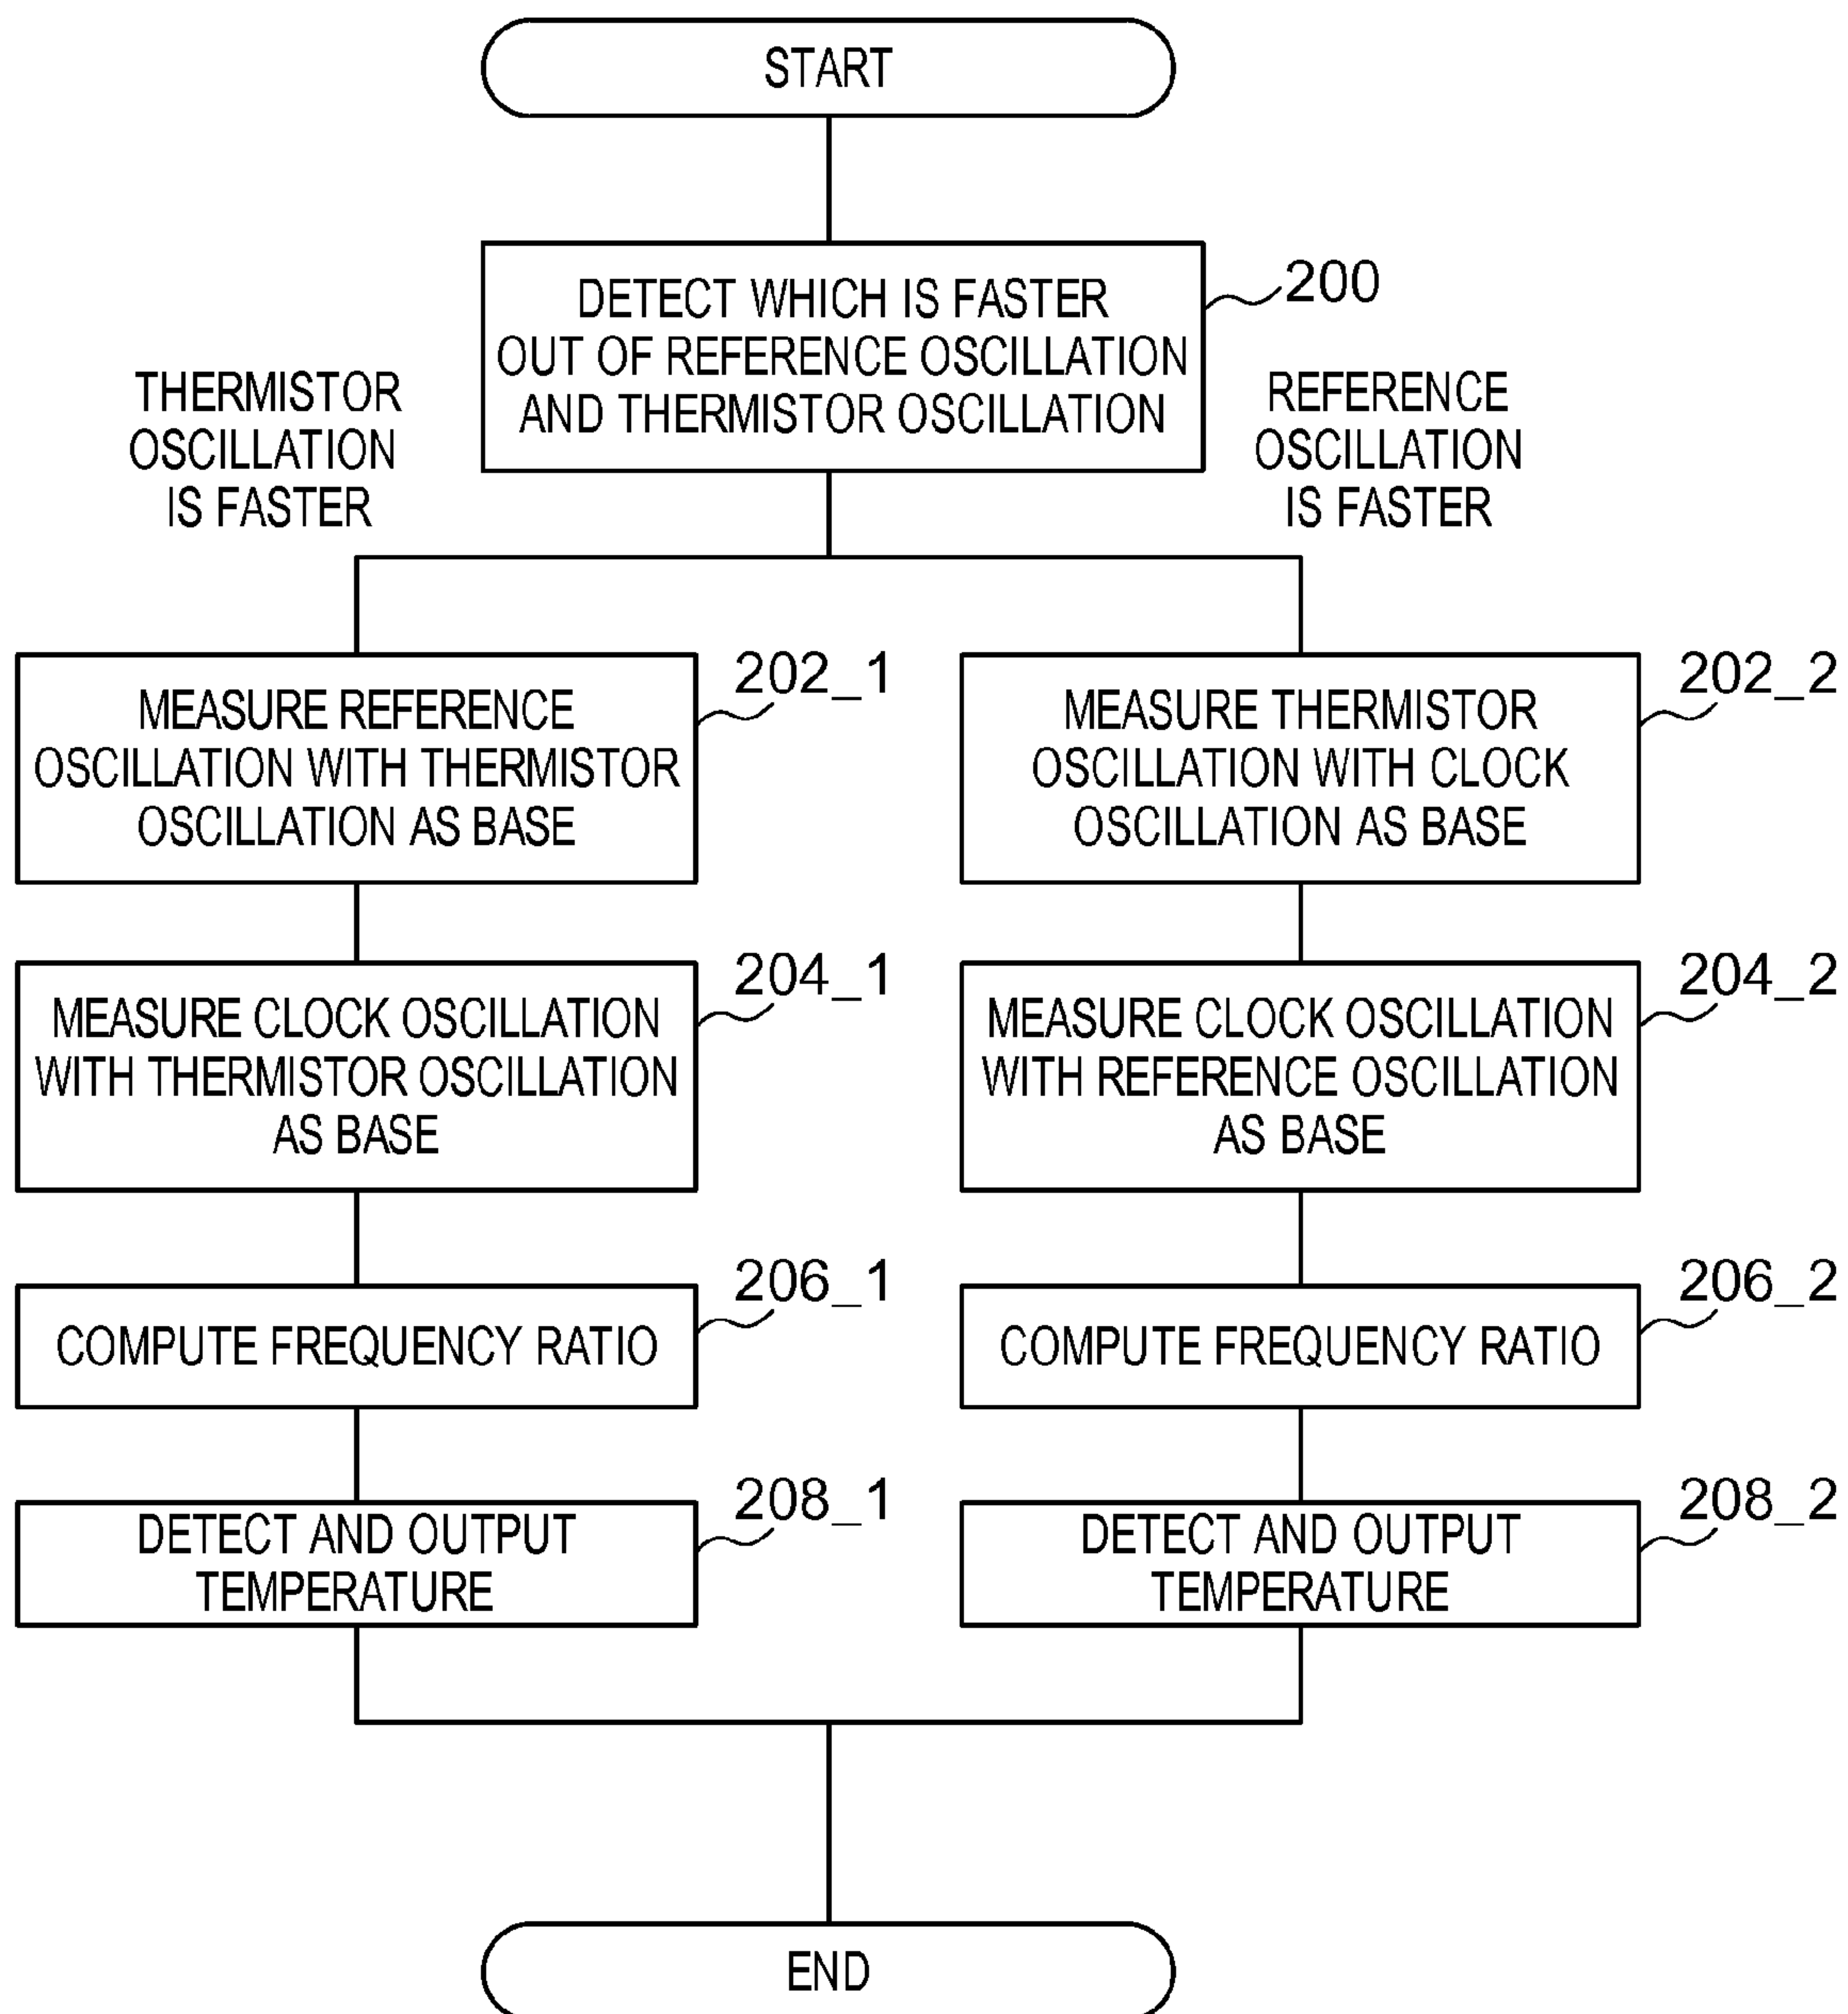 START
DETECT WHICH IS FASTER
OUT OF REFERENCE OSCILLATION
AND THERMISTOR OSCILLATION
200
THERMISTOR
OSCILLATION
IS FASTER
REFERENCE
OSCILLATION
IS FASTER
MEASURE REFERENCE
OSCILLATION WITH THERMISTOR
OSCILLATION AS BASE
202_1
MEASURE THERMISTOR
OSCILLATION WITH CLOCK
OSCILLATION AS BASE
202_2
MEASURE CLOCK OSCILLATION
WITH THERMISTOR OSCILLATION
AS BASE
204_1
MEASURE CLOCK OSCILLATION
WITH REFERENCE OSCILLATION
AS BASE
204_2
COMPUTE FREQUENCY RATIO
206_1
COMPUTE FREQUENCY RATIO
206_2
DETECT AND OUTPUT
TEMPERATURE
208_1
DETECT AND OUTPUT
TEMPERATURE
208_2
END